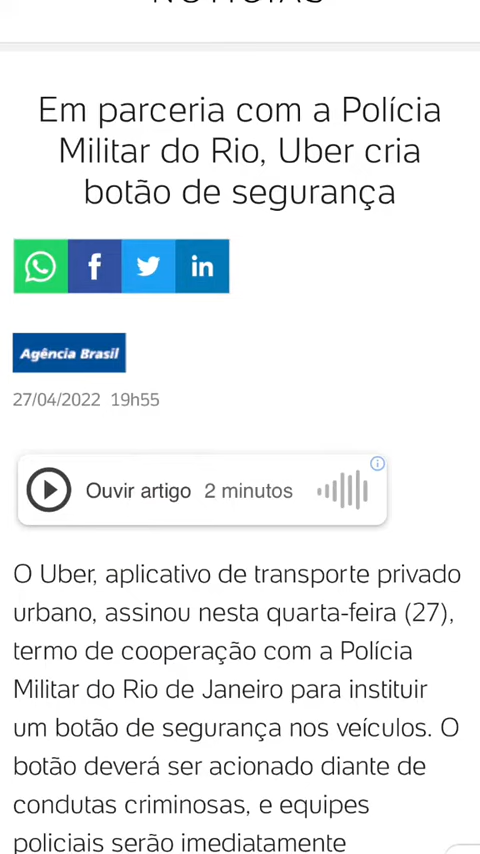 NOTÍCIAS
Em parceria com a Polícia
Militar do Rio, Uber cria
botão de segurança
f
in
Agência Brasil
27/04/2022 19h55
Ouvir artigo 2 minutos
i
O Uber, aplicativo de transporte privado
urbano, assinou nesta quarta-feira (27),
termo de cooperação com a Polícia
Militar do Rio de Janeiro para instituir
um botão de segurança nos veículos. O
botão deverá ser acionado diante de
condutas criminosas, e equipes
policiais serão imediatamente